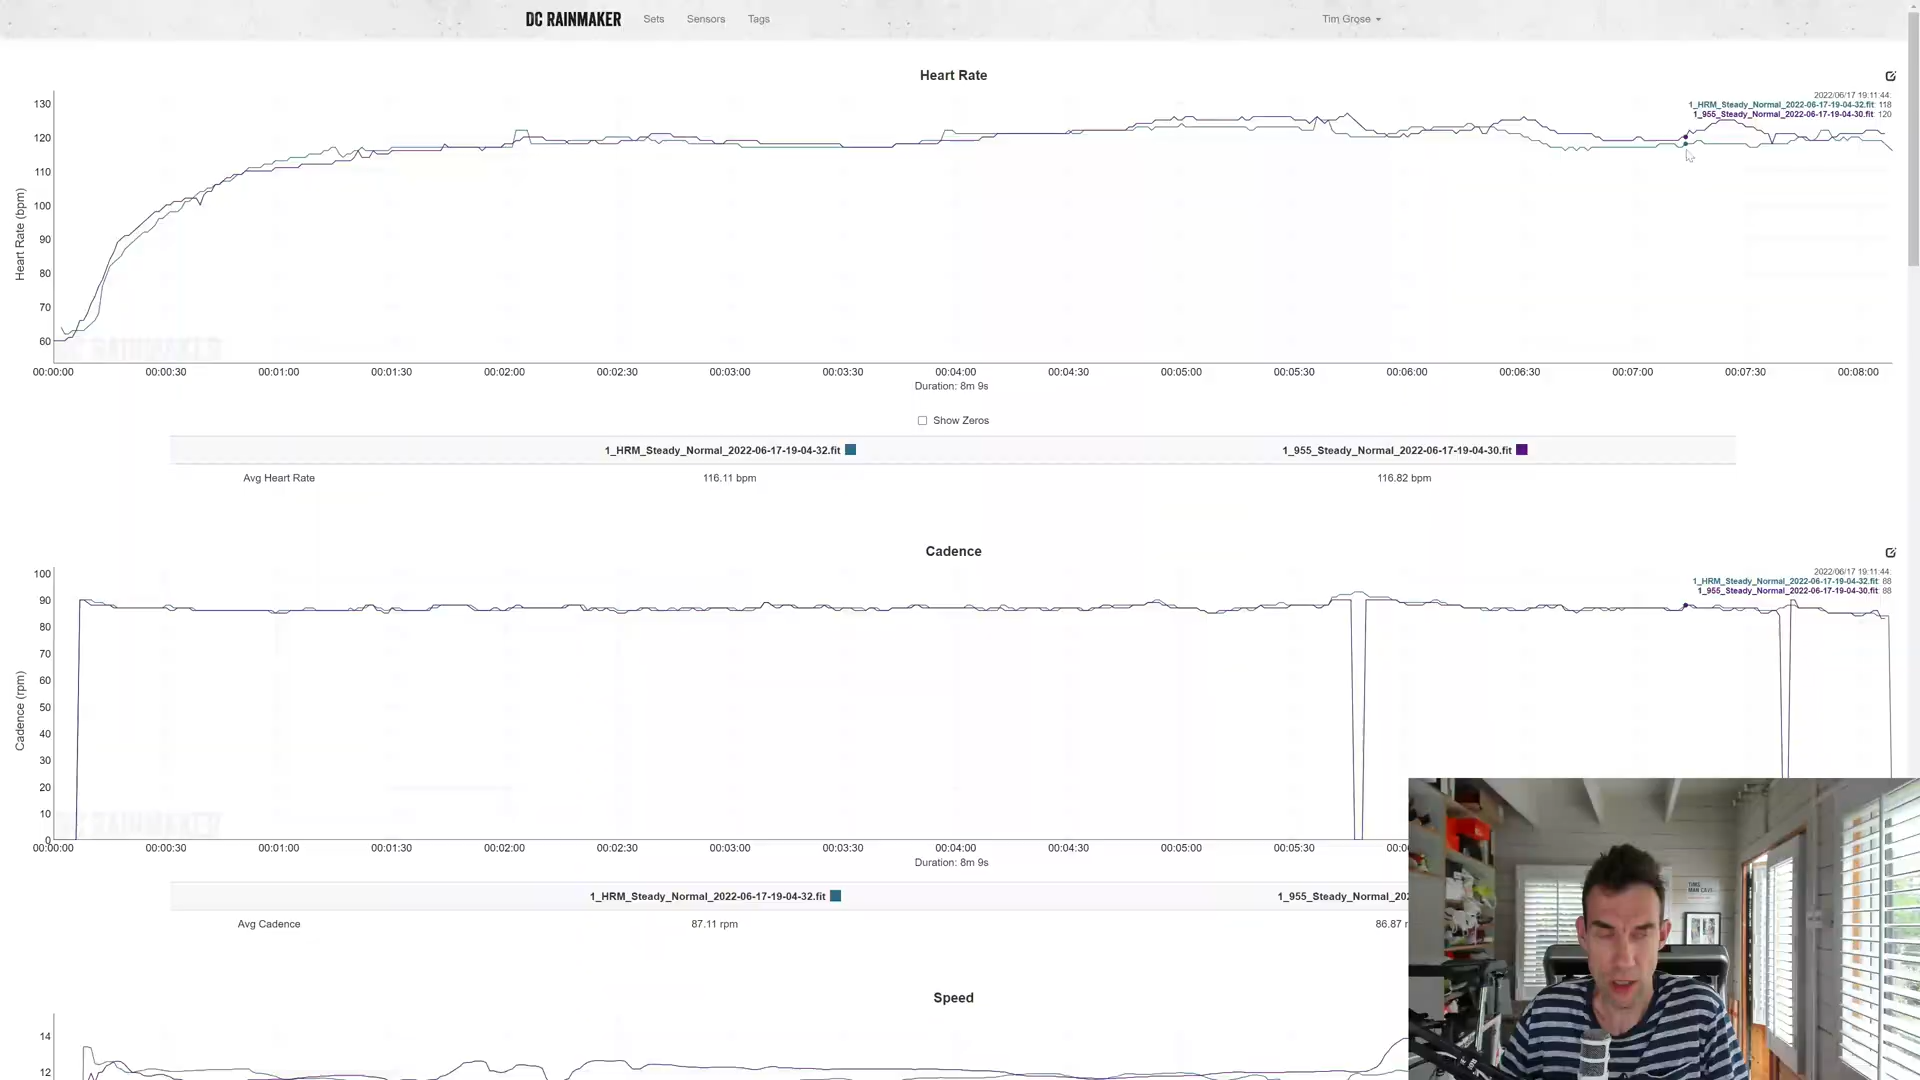 DC RAINMAKER Sets Sensors Tags Tim Grose
Heart Rate
2022/06/17 19:11:44:
1_HRM_Steady_Normal_2022-06-17-19-04-32.fit: 118
1_955_Steady_Normal_2022-06-17-19-04-30.fit: 120
130
120
110
100
90
80
70
60
Heart Rate (bpm)
DC RAINMAKER
00:00:00 00:00:30 00:01:00 00:01:30 00:02:00 00:02:30 00:03:00 00:03:30 00:04:00 00:04:30 00:05:00 00:05:30 00:06:00 00:06:30 00:07:00 00:07:30 00:08:00
Duration: 8m 9s
Show Zeros
1_HRM_Steady_Normal_2022-06-17-19-04-32.fit 1_955_Steady_Normal_2022-06-17-19-04-30.fit
Avg Heart Rate 116.11 bpm 116.82 bpm
Cadence
2022/06/17 19:11:44:
1_HRM_Steady_Normal_2022-06-17-19-04-32.fit: 88
1_955_Steady_Normal_2022-06-17-19-04-30.fit: 88
100
90
80
70
60
50
40
30
20
10
0
Cadence (rpm)
DC RAINMAKER
00:00:00 00:00:30 00:01:00 00:01:30 00:02:00 00:02:30 00:03:00 00:03:30 00:04:00 00:04:30 00:05:00 00:05:30 00:0
Duration: 8m 9s
1_HRM_Steady_Normal_2022-06-17-19-04-32.fit 1_955_Steady_Normal_202
Avg Cadence 87.11 rpm 86.87 r
Speed
14
12
MAN CAVE